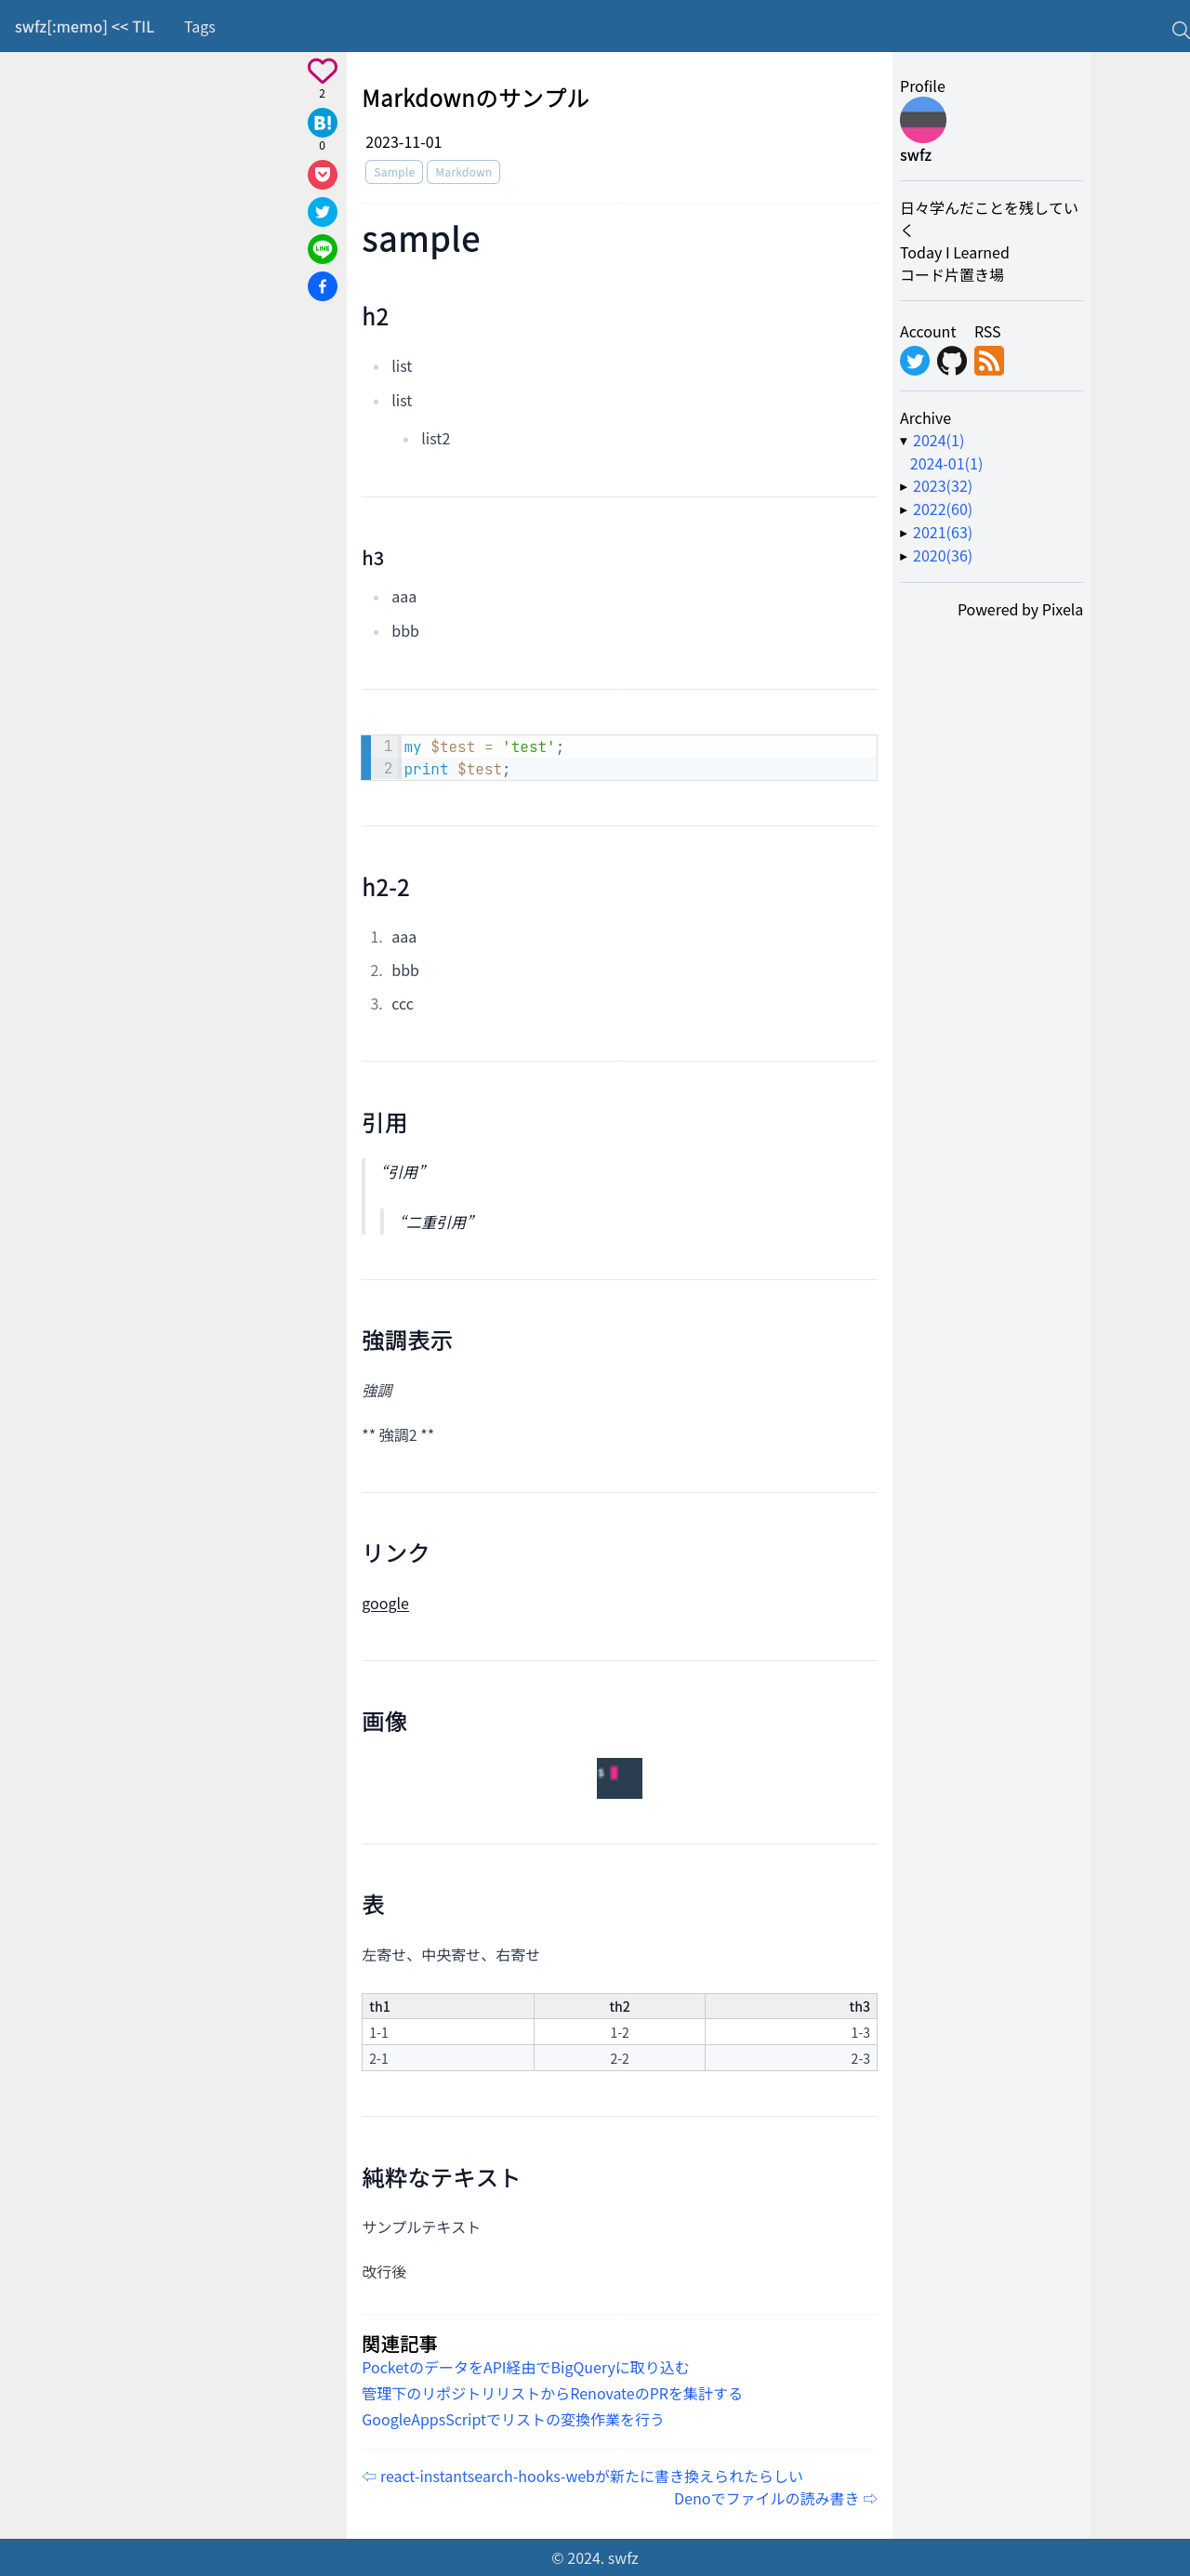 swfz[:memo] << TIL
Tags
2
B!
0
LINE
Markdownのサンプル
2023-11-01
Sample Markdown
sample
h2
list
list
list2
h3
aaa
bbb
1 my $test = 'test';
2 print $test;
h2-2
1. aaa
2. bbb
3. ccc
引用
“引用”
“二重引用”
強調表示
強調
** 強調2 **
リンク
google
画像
表
左寄せ、中央寄せ、右寄せ
th1 th2 th3
1-1 1-2 1-3
2-1 2-2 2-3
純粋なテキスト
サンプルテキスト
改行後
関連記事
PocketのデータをAPI経由でBigQueryに取り込む
管理下のリポジトリリストからRenovateのPRを集計する
GoogleAppsScriptでリストの変換作業を行う
⇦ react-instantsearch-hooks-webが新たに書き換えられたらしい
Denoでファイルの読み書き ⇨
Profile
swfz
日々学んだことを残してい
く
Today I Learned
コード片置き場
Account RSS
Archive
▾ 2024(1)
2024-01(1)
▸ 2023(32)
▸ 2022(60)
▸ 2021(63)
▸ 2020(36)
Powered by Pixela
© 2024. swfz